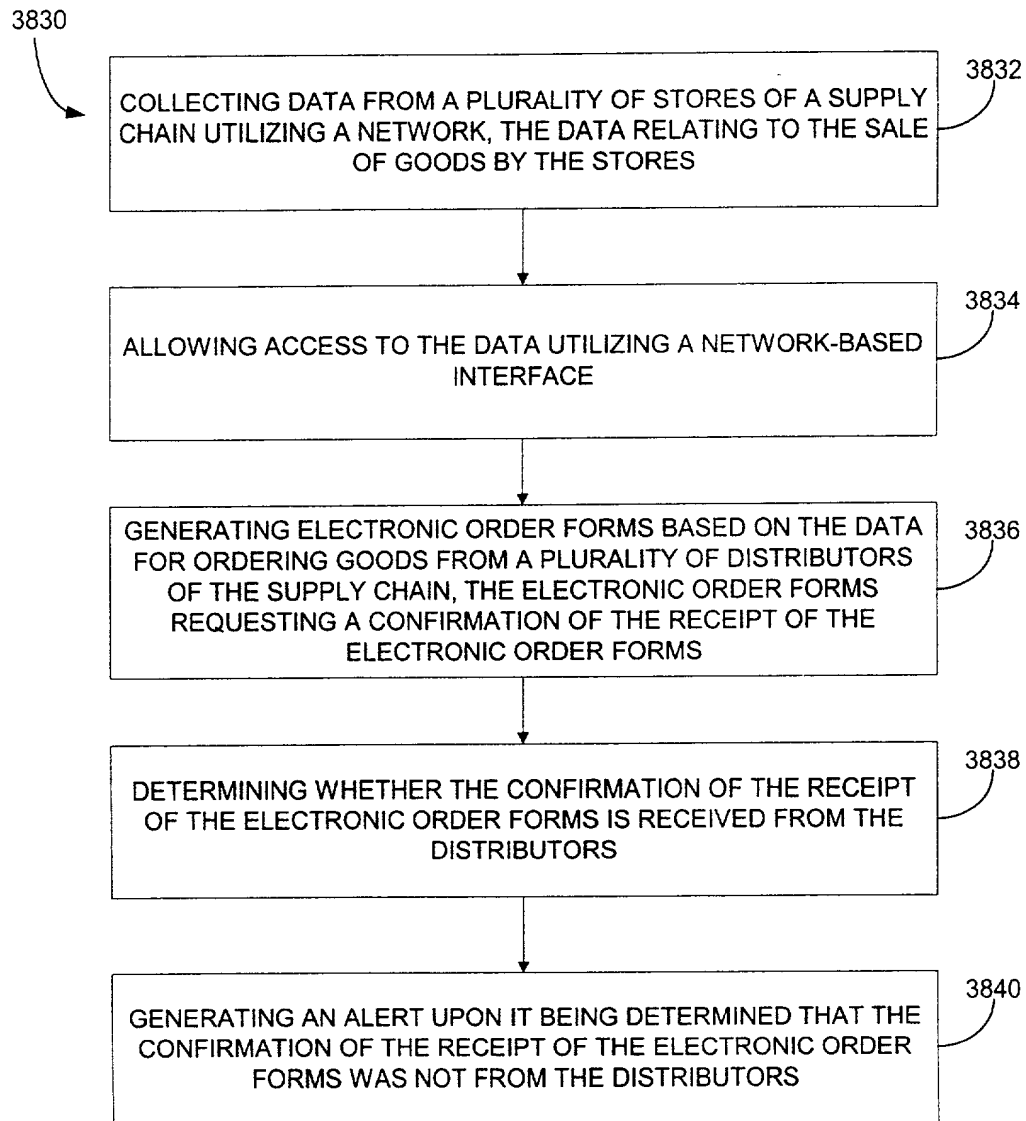 3830
3832
COLLECTING DATA FROM A PLURALITY OF STORES OF A SUPPLY
CHAIN UTILIZING A NETWORK, THE DATA RELATING TO THE SALE
OF GOODS BY THE STORES
3834
ALLOWING ACCESS TO THE DATA UTILIZING A NETWORK-BASED
INTERFACE
3836
GENERATING ELECTRONIC ORDER FORMS BASED ON THE DATA
FOR ORDERING GOODS FROM A PLURALITY OF DISTRIBUTORS
OF THE SUPPLY CHAIN, THE ELECTRONIC ORDER FORMS
REQUESTING A CONFIRMATION OF THE RECEIPT OF THE
ELECTRONIC ORDER FORMS
3838
DETERMINING WHETHER THE CONFIRMATION OF THE RECEIPT
OF THE ELECTRONIC ORDER FORMS IS RECEIVED FROM THE
DISTRIBUTORS
3840
GENERATING AN ALERT UPON IT BEING DETERMINED THAT THE
CONFIRMATION OF THE RECEIPT OF THE ELECTRONIC ORDER
FORMS WAS NOT FROM THE DISTRIBUTORS